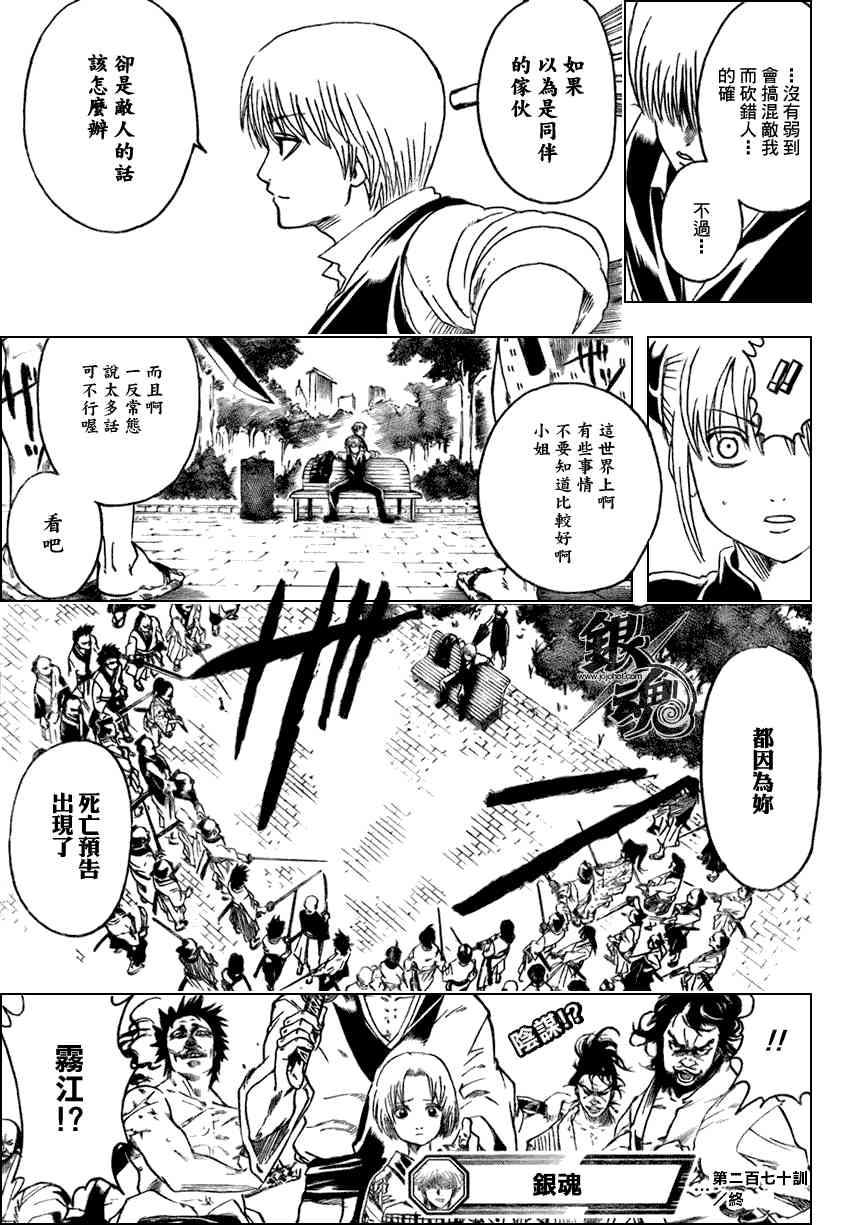 …沒有弱到
會搞混敵我
而砍錯人…
的確
不過…
如果
以為是同伴
的傢伙
卻是敵人的話
該怎麼辦
這世界上啊
有些事情
不要知道比較好啊
小姐
而且啊
一反常態
說太多話
可不行喔
看吧
銀魂
www.jojohot.com
都因為妳
死亡預告
出現了
!!
陰謀!?
霧江!?
銀魂
…第二百七十訓
／終